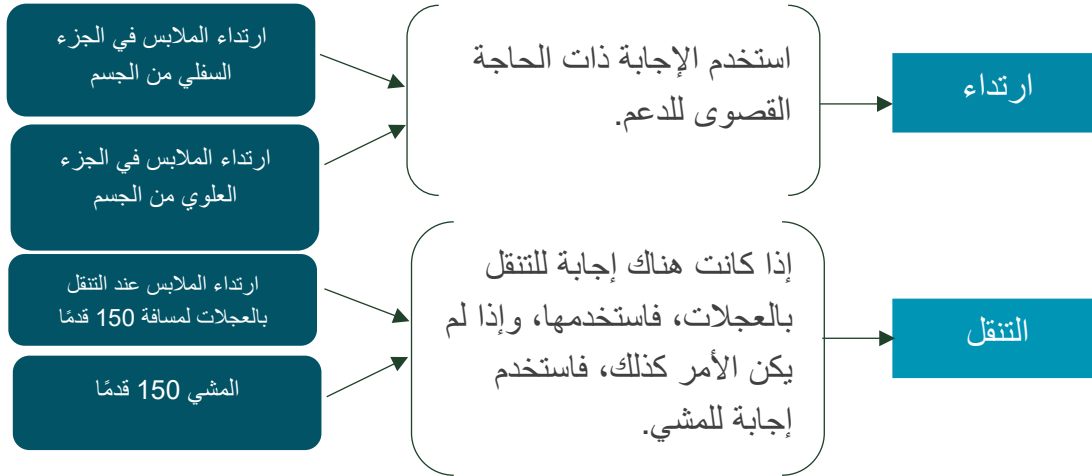 ارتداء الملابس في الجزء
السفلي من الجسم
ارتداء الملابس في الجزء
العلوي من الجسم
استخدم الإجابة ذات الحاجة
القصوى للدعم.
ارتداء
ارتداء الملابس عند التنقل
بالعجلات لمسافة 150 قدمًا
المشي 150 قدمًا
إذا كانت هناك إجابة للتنقل
بالعجلات، فاستخدمها، وإذا لم
يكن الأمر كذلك، فاستخدم
إجابة للمشي.
التنقل